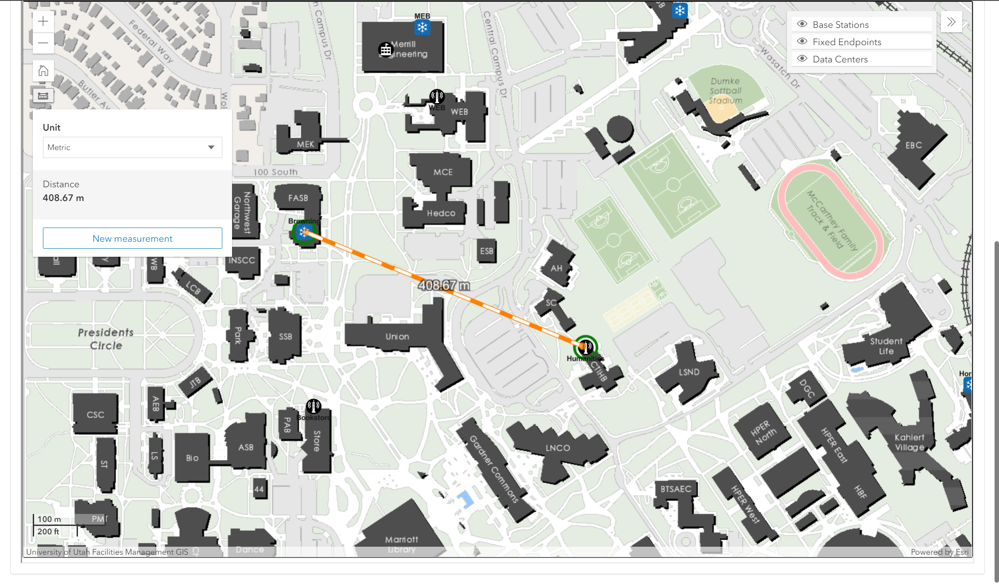 Federal Way
Butler Av
Wol
n Campus Dr
Central Campus Dr
MEB
Merrill
Engineering
UB
Base Stations
Fixed Endpoints
Data Centers
Wasatch Dr
Dumke
Softball
Stadium
WEB
WEB
MEK
EBC
Unit
Metric
Distance
408.67 m
New measurement
100 South
MCE
FASB
Northwest
Garage
Hedco
Browning
McCarthey Family
Track & Field
ESB
INSCC
all
Y
WB
LCB
AH
408.67 m
SC
Presidents
Circle
Park
SSB
Union
Humanities
CTIHB
LSND
Student
Life
Hor
JTB
AEB
CSC
DGC
Bookstore
PAB
Store
HPER
North
HPER East
Kahlert
Village
ASB
Bio
LS
ST
Gardner Commons
LNCO
44
BTSAEC
HPER West
HBF
100 m
PMT
200 ft
Marriott
Library
Dance
Ch
University of Utah Facilities Management GIS
Powered by Esri